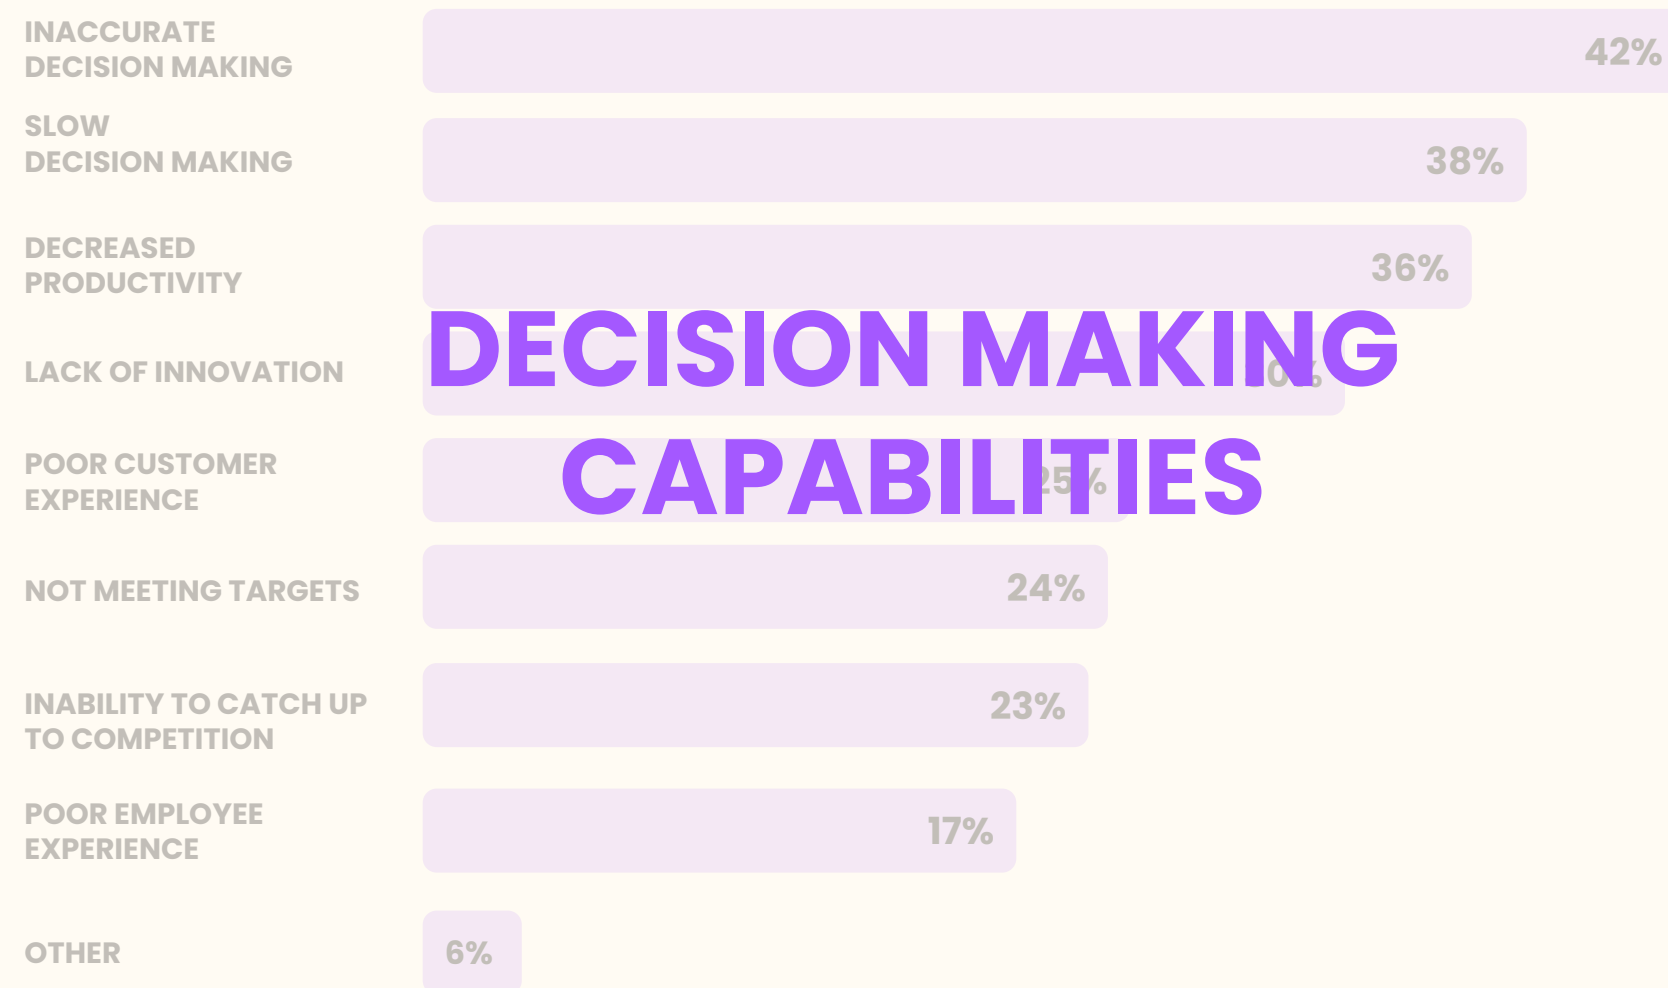 INACCURATE
DECISION MAKING
42%
SLOW
DECISION MAKING
38%
DECREASED
PRODUCTIVITY
36%
DECISION MAKING
CAPABILITIES
LACK OF INNOVATION
POOR CUSTOMER
EXPERIENCE
25%
NOT MEETING TARGETS
24%
INABILITY TO CATCH UP
TO COMPETITION
23%
POOR EMPLOYEE
EXPERIENCE
17%
OTHER
6%